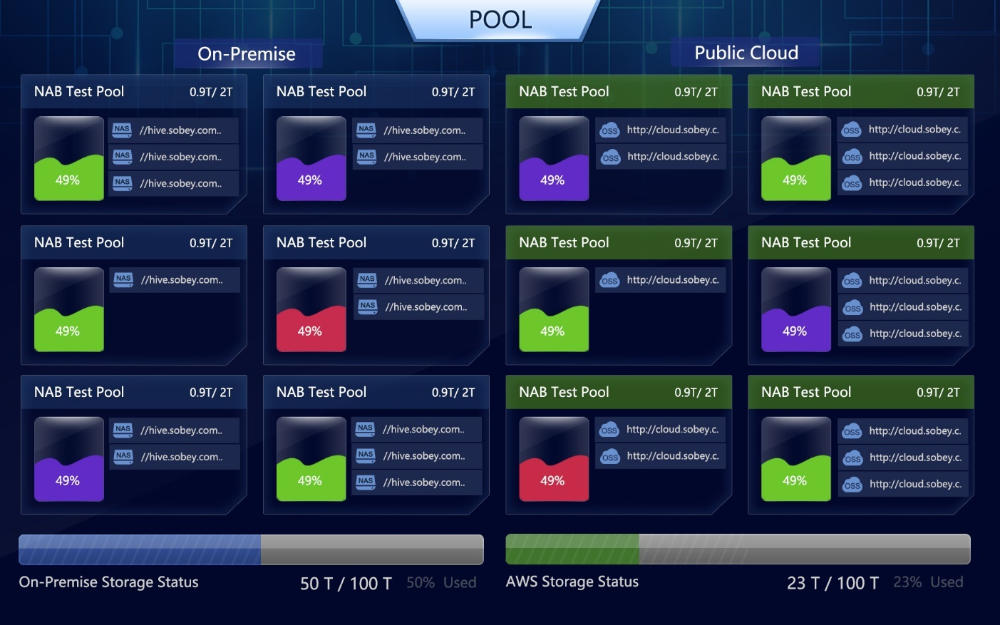 POOL
On-Premise
Public Cloud
NAB Test Pool 0.9T/ 2T
NAS //hive.sobey.com..
NAS //hive.sobey.com..
NAS //hive.sobey.com..
49%
NAB Test Pool 0.9T/ 2T
NAS //hive.sobey.com..
NAS //hive.sobey.com..
49%
NAB Test Pool 0.9T/ 2T
OSS http://cloud.sobey.c.
OSS http://cloud.sobey.c.
49%
NAB Test Pool 0.9T/ 2T
OSS http://cloud.sobey.c.
OSS http://cloud.sobey.c.
OSS http://cloud.sobey.c.
49%
NAB Test Pool 0.9T/ 2T
NAS //hive.sobey.com..
49%
NAB Test Pool 0.9T/ 2T
NAS //hive.sobey.com..
NAS //hive.sobey.com..
49%
NAB Test Pool 0.9T/ 2T
OSS http://cloud.sobey.c.
49%
NAB Test Pool 0.9T/ 2T
OSS http://cloud.sobey.c.
OSS http://cloud.sobey.c.
OSS http://cloud.sobey.c.
49%
NAB Test Pool 0.9T/ 2T
NAS //hive.sobey.com..
NAS //hive.sobey.com..
49%
NAB Test Pool 0.9T/ 2T
NAS //hive.sobey.com..
NAS //hive.sobey.com..
NAS //hive.sobey.com..
49%
NAB Test Pool 0.9T/ 2T
OSS http://cloud.sobey.c.
OSS http://cloud.sobey.c.
49%
NAB Test Pool 0.9T/ 2T
OSS http://cloud.sobey.c.
OSS http://cloud.sobey.c.
OSS http://cloud.sobey.c.
49%
On-Premise Storage Status 50 T / 100 T 50% Used
AWS Storage Status 23 T / 100 T 23% Used